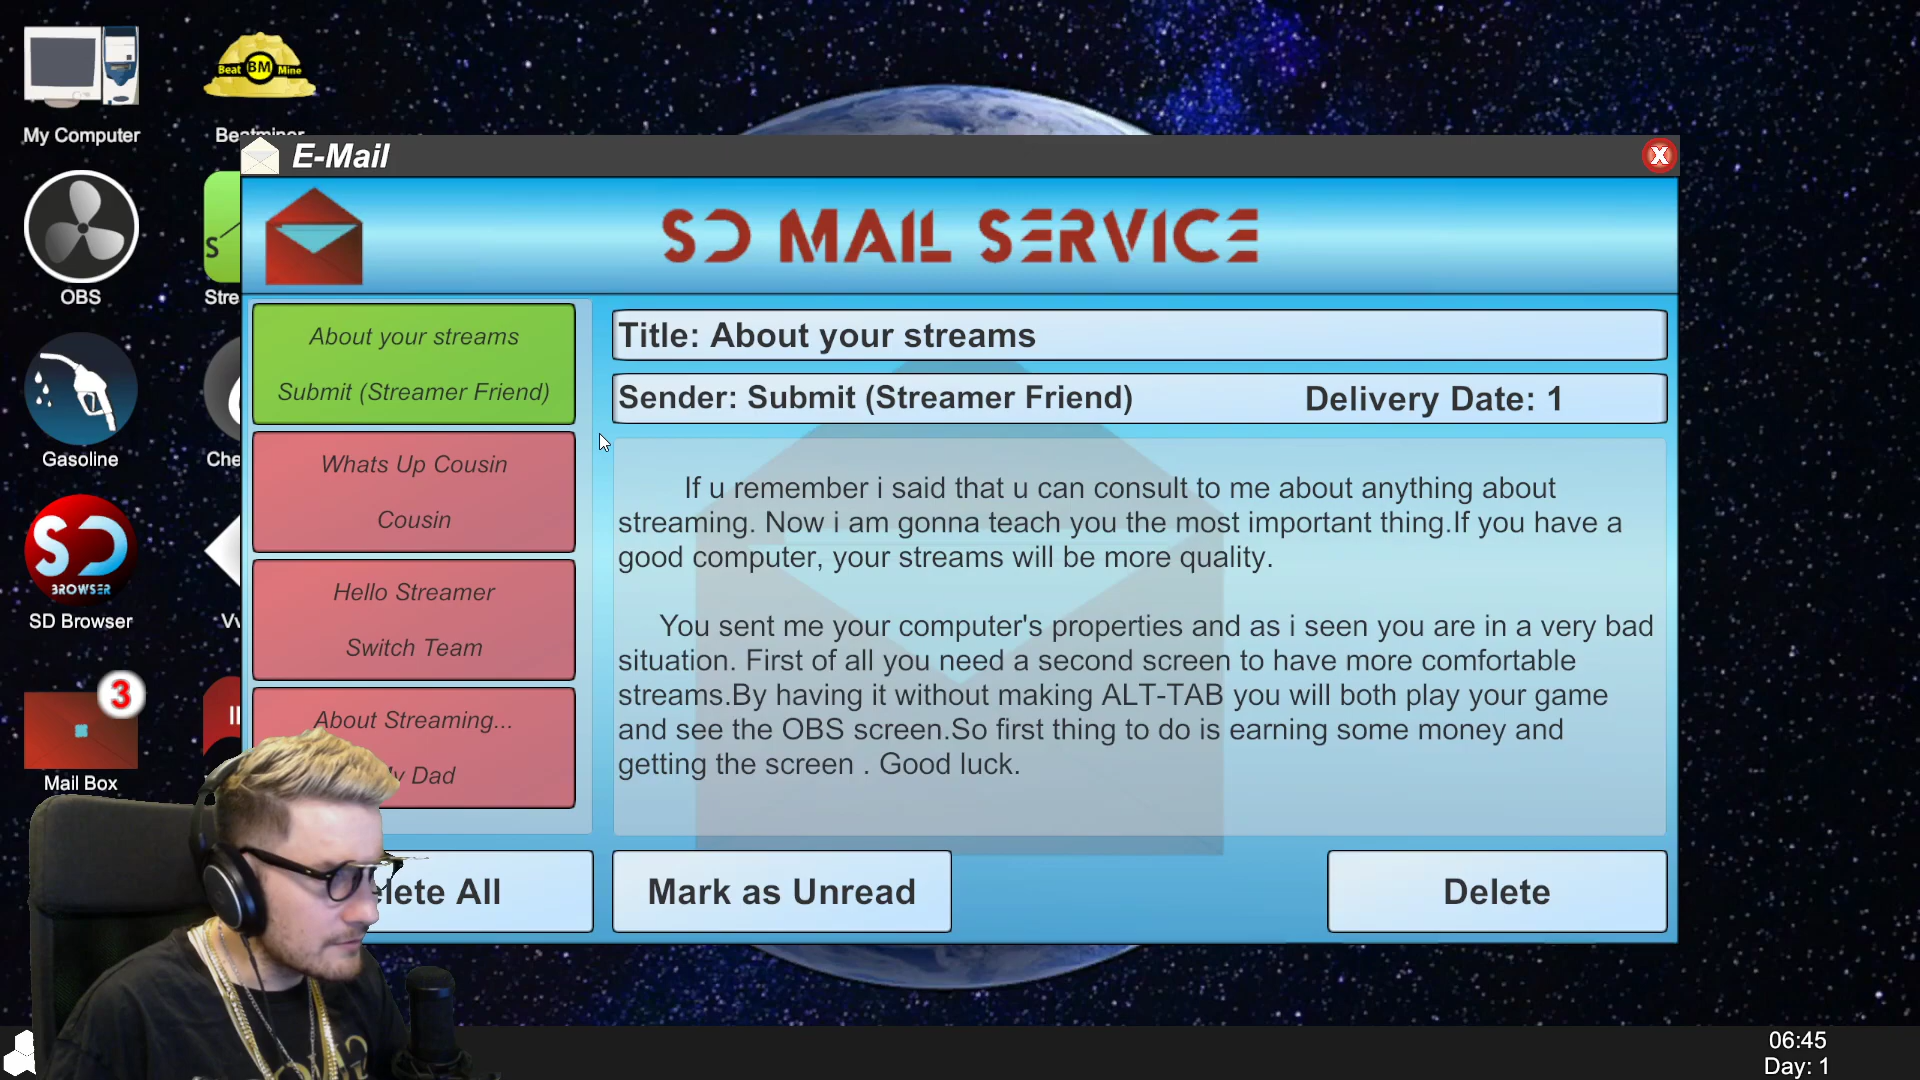 My Computer
Beat BM Mine
OBS
Gasoline
SD
BROWSER
SD Browser
3
Mail Box
E-Mail
X
SD MAIL SERVICE
About your streams
Submit (Streamer Friend)
Whats Up Cousin
Cousin
Hello Streamer
Switch Team
About Streaming...
Dad
Title: About your streams
Sender: Submit (Streamer Friend) Delivery Date: 1
If u remember i said that u can consult to me about anything about
streaming. Now i am gonna teach you the most important thing.If you have a
good computer, your streams will be more quality.
You sent me your computer's properties and as i seen you are in a very bad
situation. First of all you need a second screen to have more comfortable
streams.By having it without making ALT-TAB you will both play your game
and see the OBS screen.So first thing to do is earning some money and
getting the screen . Good luck.
elete All
Mark as Unread
Delete
06:45
Day: 1